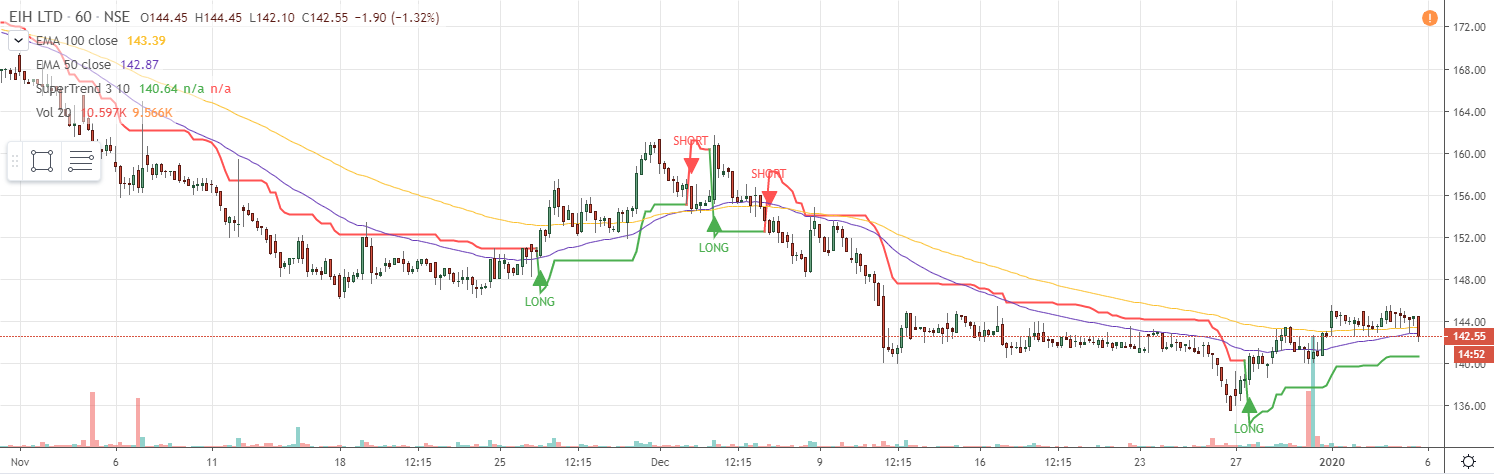 EIH LTD · 60 · NSE O144.45 H144.45 L142.10 C142.55 −1.90 (−1.32%)
EMA 100 close 143.39
EMA 50 close 142.87
SuperTrend 3 10 140.64 n/a n/a
Vol 20 10.597K 9.566K
SHORT
SHORT
LONG
LONG
LONG
172.00
168.00
164.00
160.00
156.00
152.00
148.00
144.00
142.55
14:52
140.00
136.00
Nov 6 11 18 12:15 25 12:15 Dec 12:15 9 12:15 16 12:15 23 27 2020 6